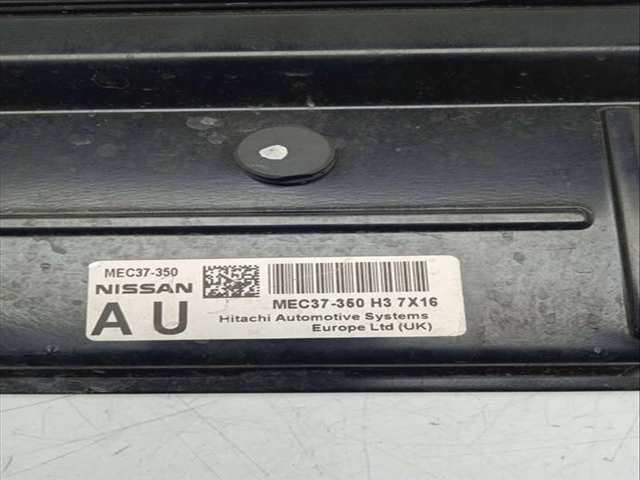 MEC37-350
NISSAN
A U
MEC37-350 H3 7X16
Hitachi Automotive Systems
Europe Ltd (UK)